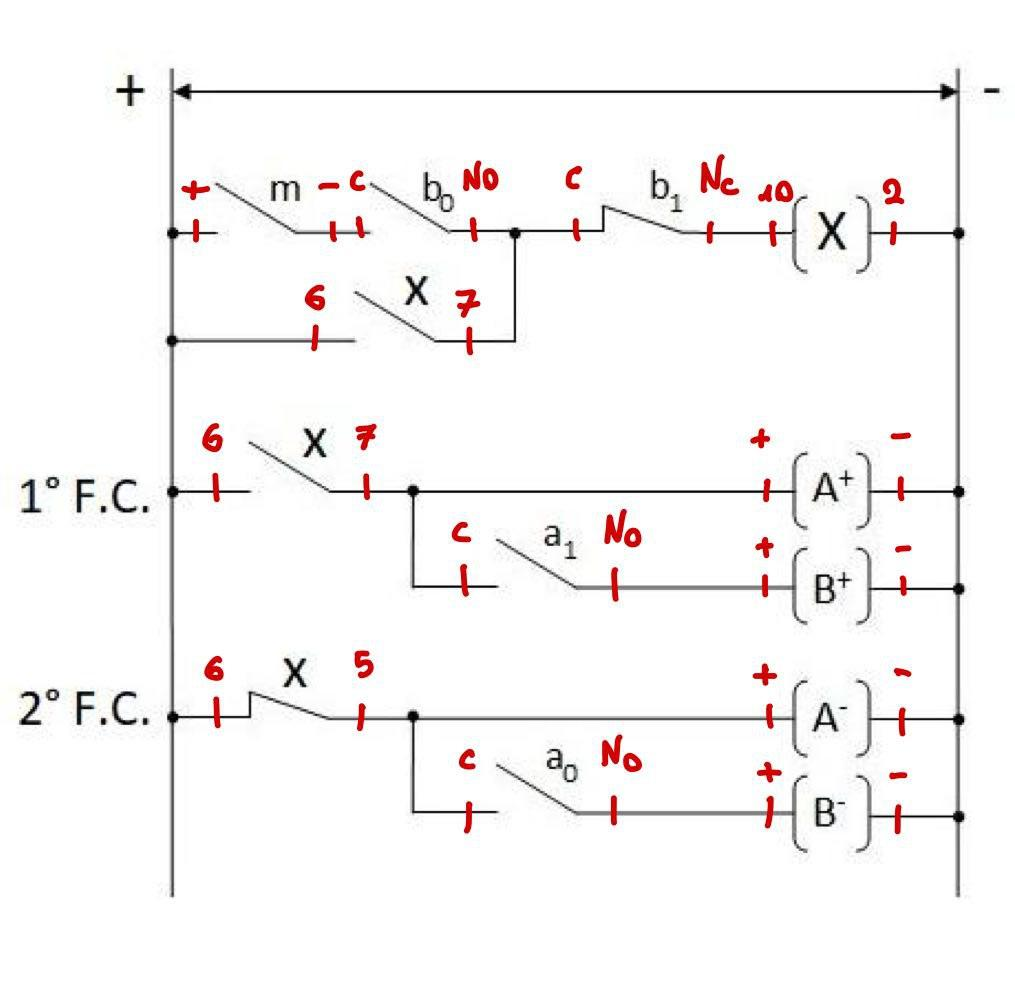 + -
+ m - C b0 NO C b1 NC 10 X 2
6 X 7
6 X 7 + -
1° F.C. A+
C a1 NO + -
B+
6 X 5 + -
2° F.C. A-
C a0 NO + -
B-